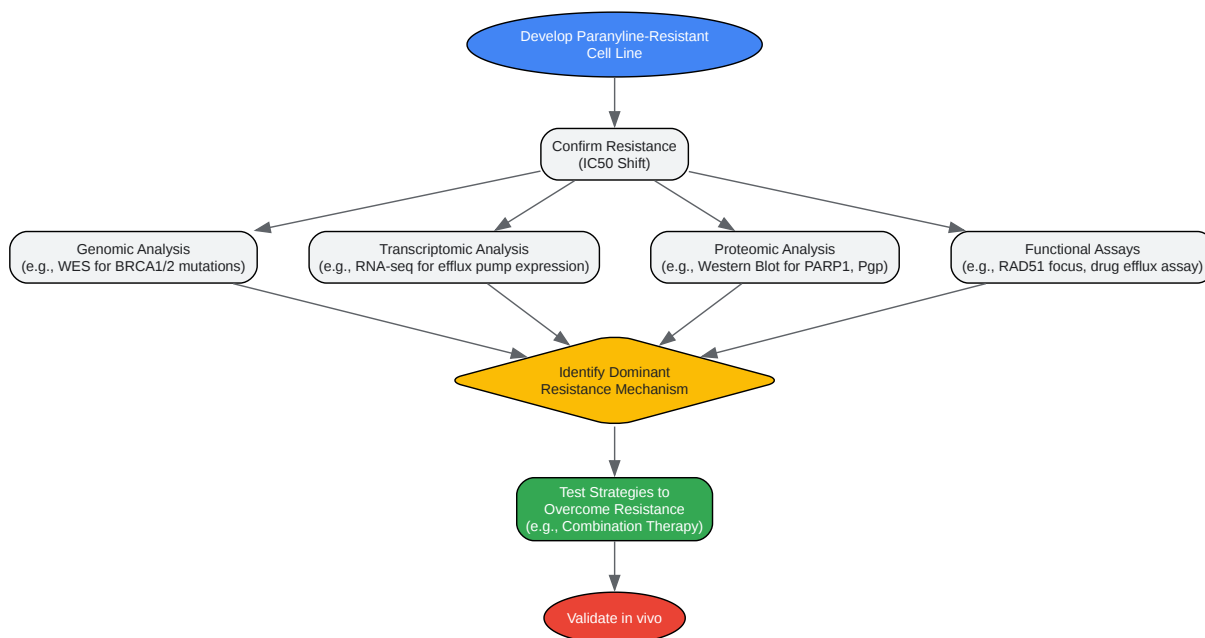 Develop Paranyline-Resistant
Cell Line
Confirm Resistance
(IC50 Shift)
Genomic Analysis
(e.g., WES for BRCA1/2 mutations)
Transcriptomic Analysis
(e.g., RNA-seq for efflux pump expression)
Proteomic Analysis
(e.g., Western Blot for PARP1, Pgp)
Functional Assays
(e.g., RAD51 focus, drug efflux assay)
Identify Dominant
Resistance Mechanism
Test Strategies to
Overcome Resistance
(e.g., Combination Therapy)
Validate in vivo